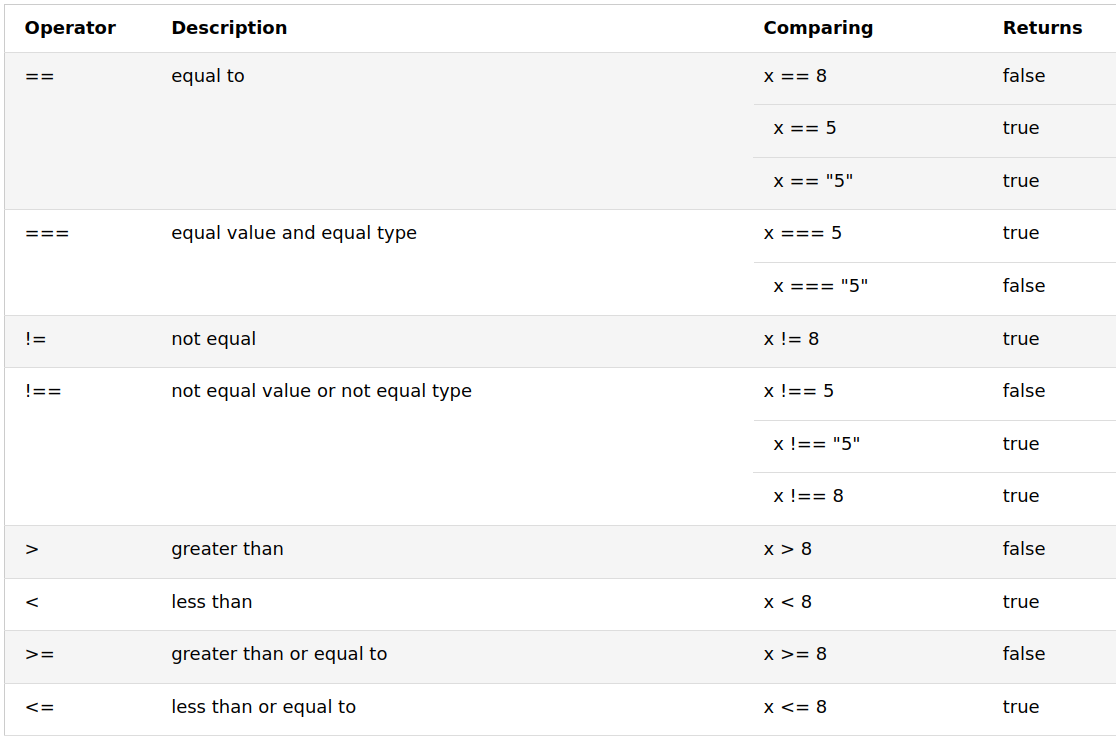 Operator Description Comparing Returns
== equal to x == 8 false
x == 5 true
x == "5" true
=== equal value and equal type x === 5 true
x === "5" false
!= not equal x != 8 true
!== not equal value or not equal type x !== 5 false
x !== "5" true
x !== 8 true
> greater than x > 8 false
< less than x < 8 true
>= greater than or equal to x >= 8 false
<= less than or equal to x <= 8 true